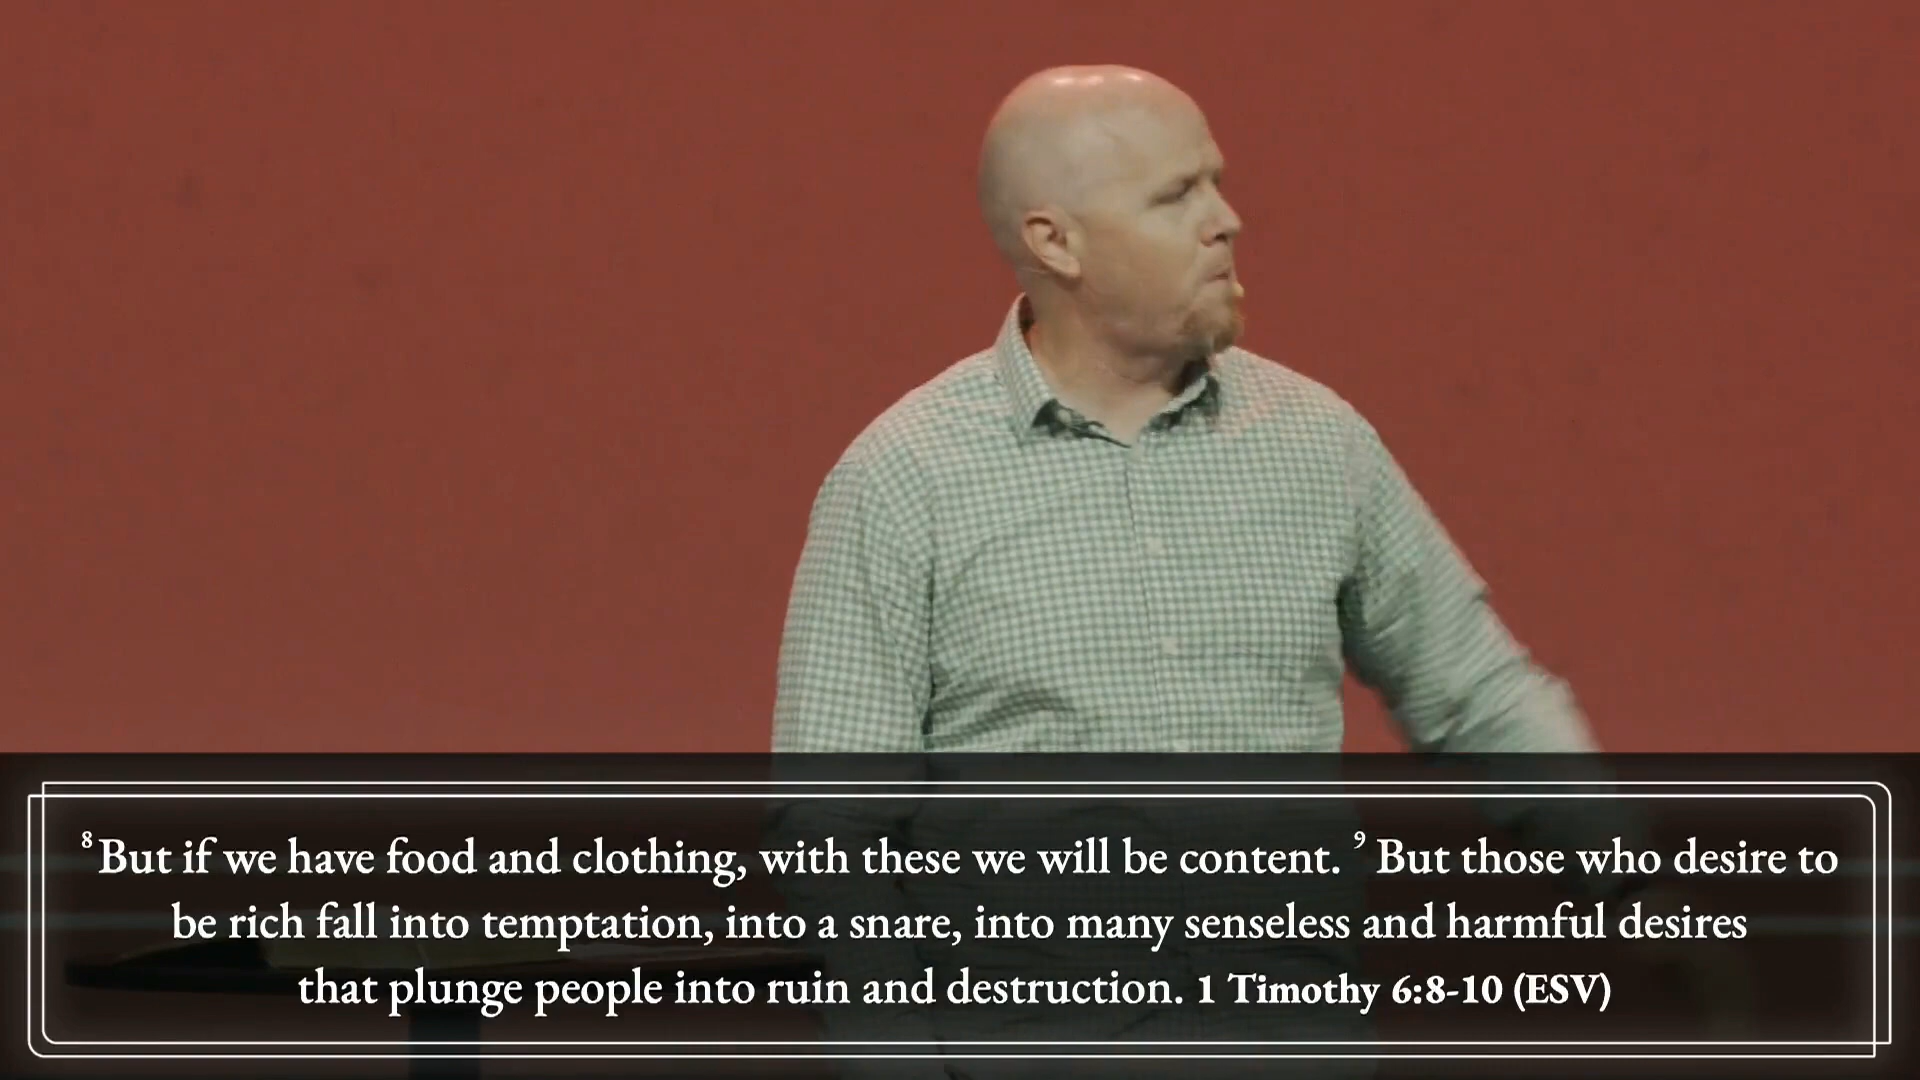 ⁸ But if we have food and clothing, with these we will be content. ⁹ But those who desire to
be rich fall into temptation, into a snare, into many senseless and harmful desires
that plunge people into ruin and destruction. 1 Timothy 6:8-10 (ESV)